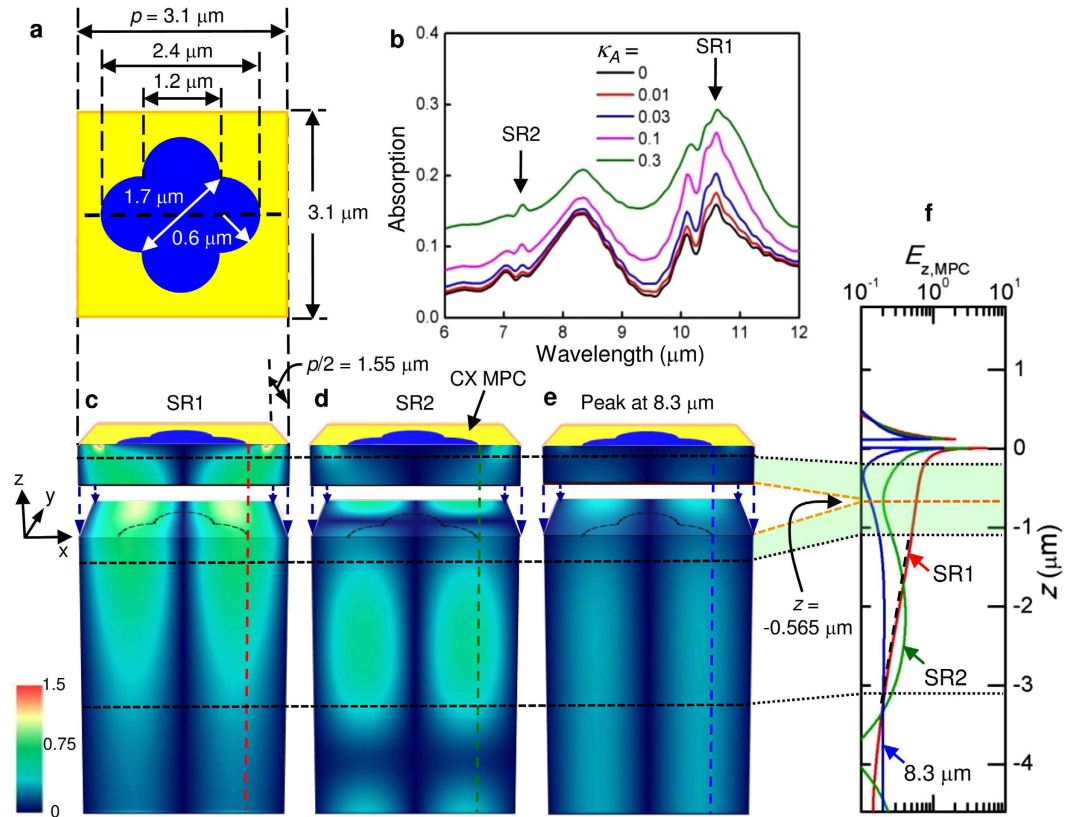 a
p = 3.1 μm
2.4 μm
1.2 μm
1.7 μm
0.6 μm
3.1 μm
p/2 = 1.55 μm
b
0.4
0.3
0.2
0.1
0.0
Absorption
κA =
0
0.01
0.03
0.1
0.3
SR2
SR1
6 7 8 9 10 11 12
Wavelength (μm)
c
SR1
d
SR2
CX MPC
e
Peak at 8.3 μm
z
y
x
1.5
0.75
0
z =
-0.565 μm
f
Ez,MPC
10-1 100 101
1
0
-1
-2
-3
-4
z (μm)
SR1
SR2
8.3 μm